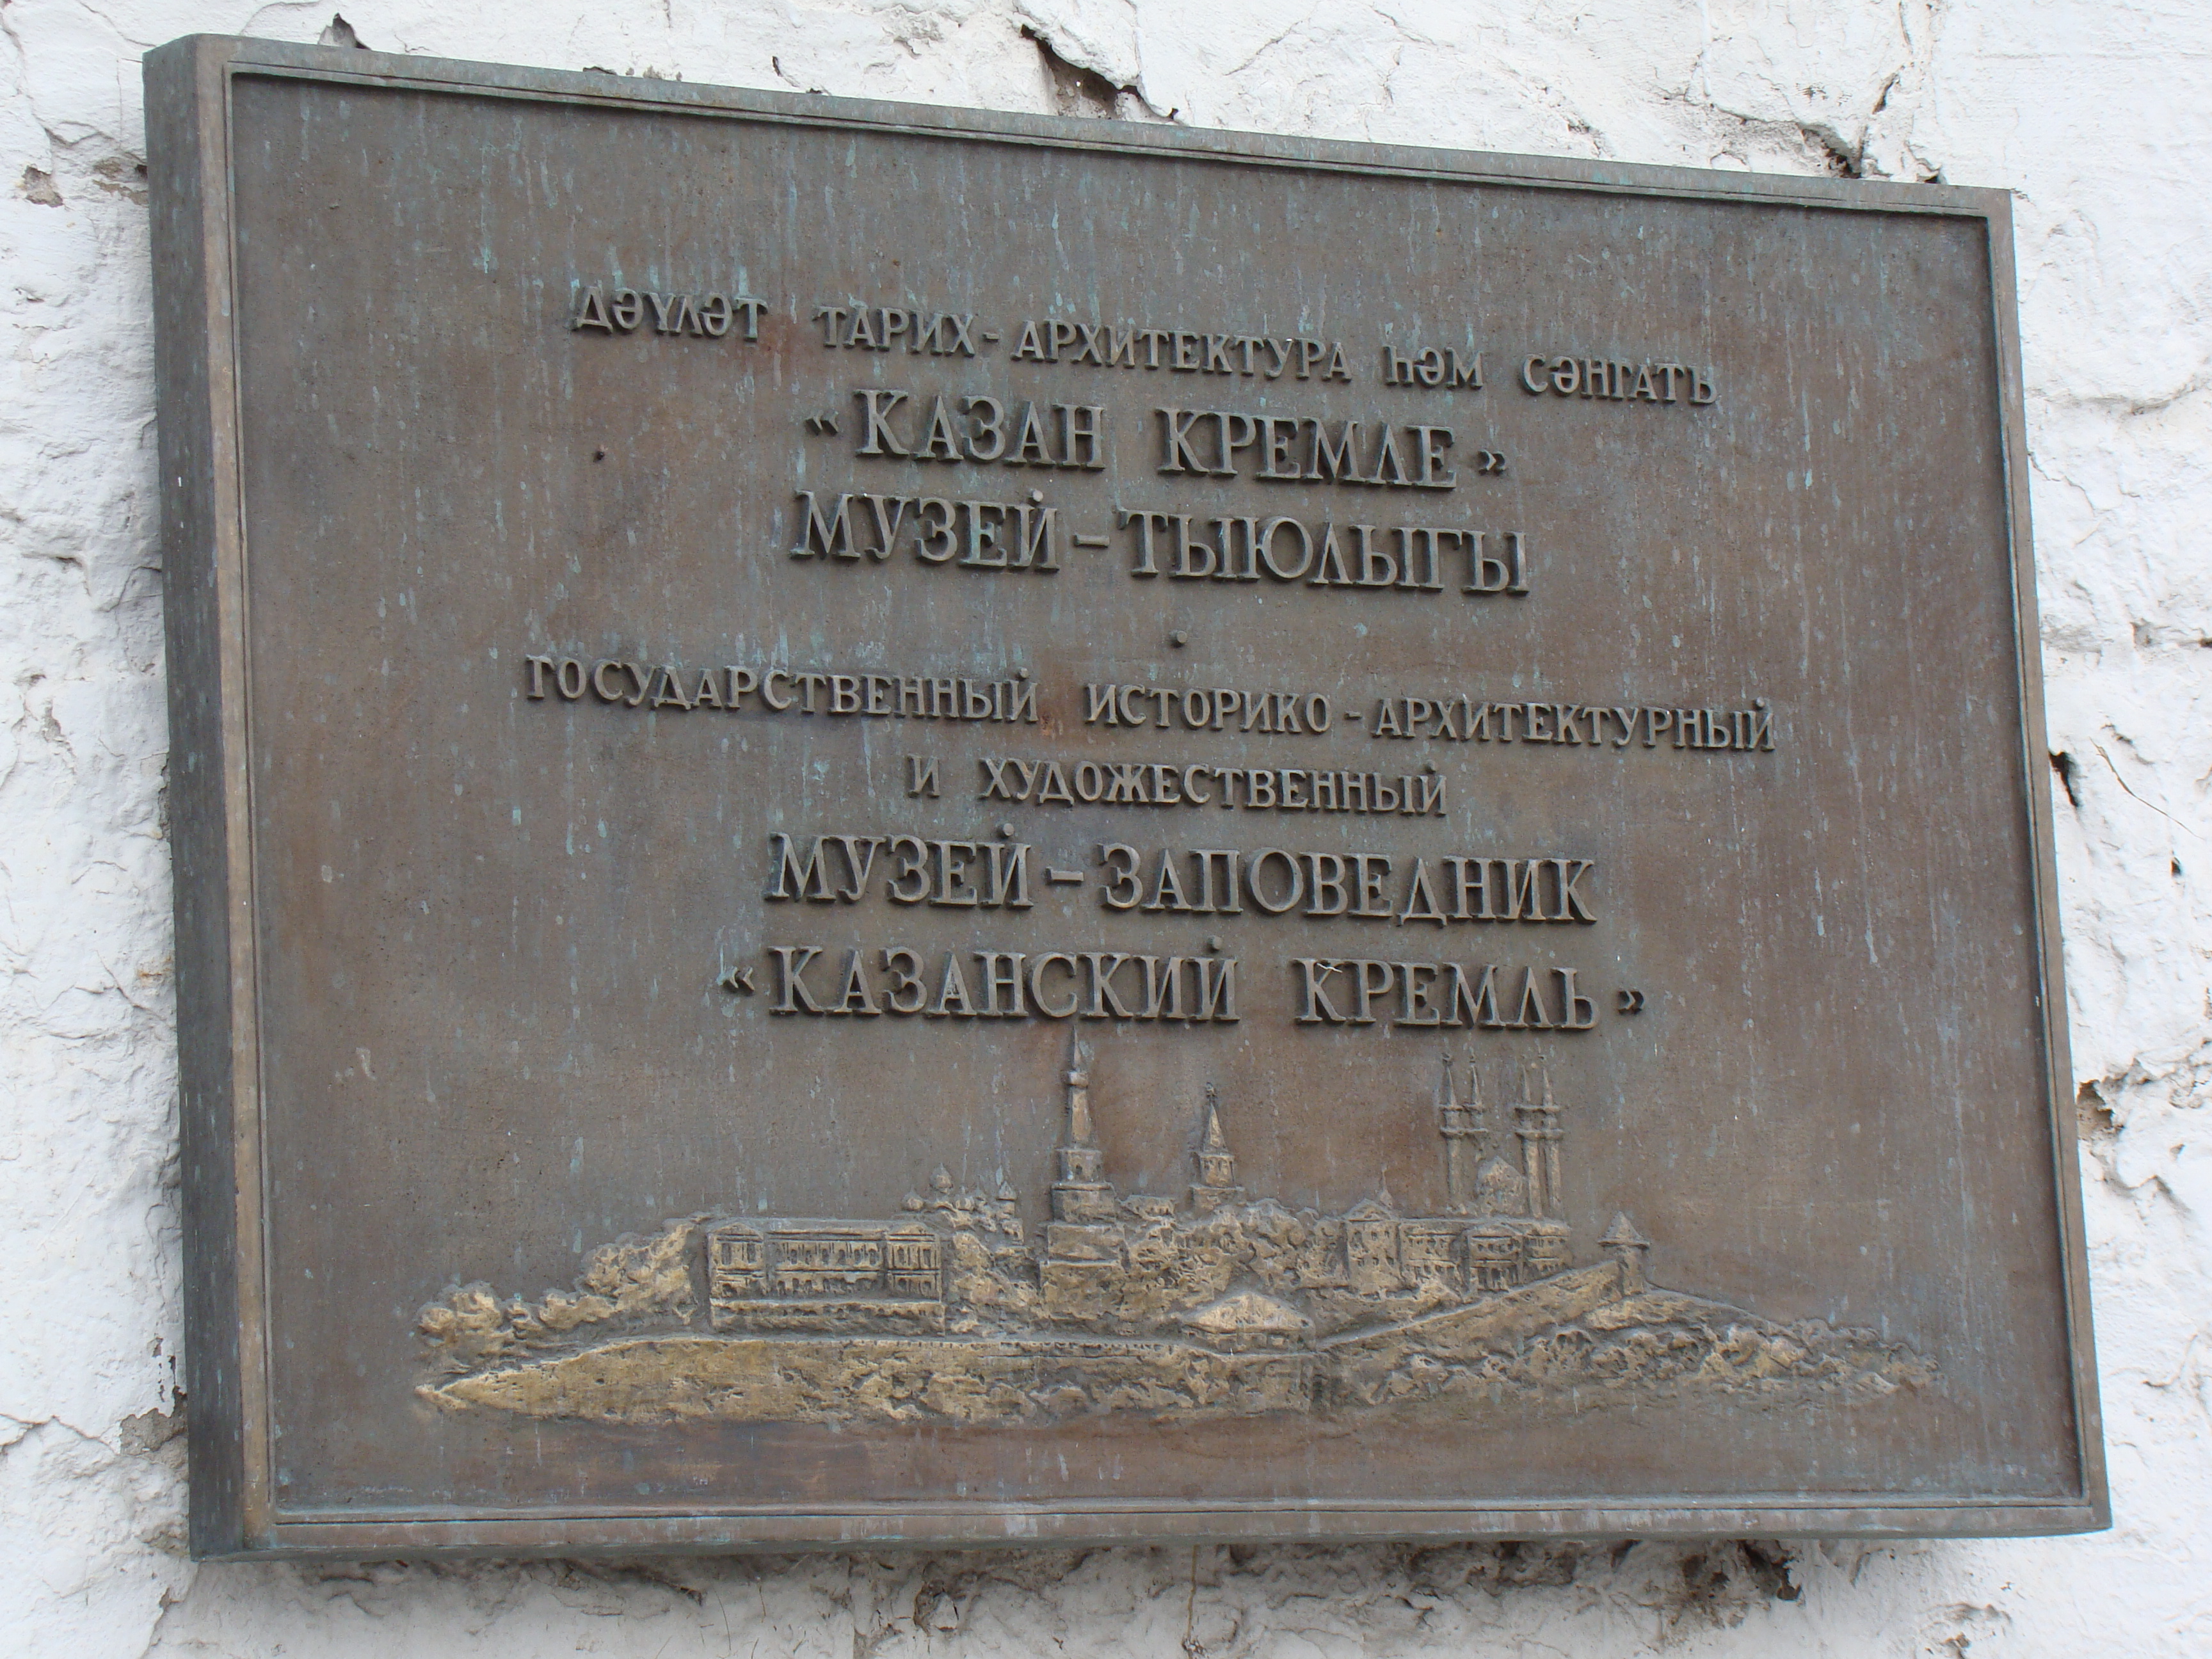 ДӘҮЛӘТ ТАРИХ-АРХИТЕКТУРА ҺӘМ СӘНГАТЬ
«КАЗАН КРЕМЛЕ»
МУЗЕЙ-ТЫЮЛЫГЫ
ГОСУДАРСТВЕННЫЙ ИСТОРИКО-АРХИТЕКТУРНЫЙ
И ХУДОЖЕСТВЕННЫЙ
МУЗЕЙ-ЗАПОВЕДНИК
«КАЗАНСКИЙ КРЕМЛЬ»